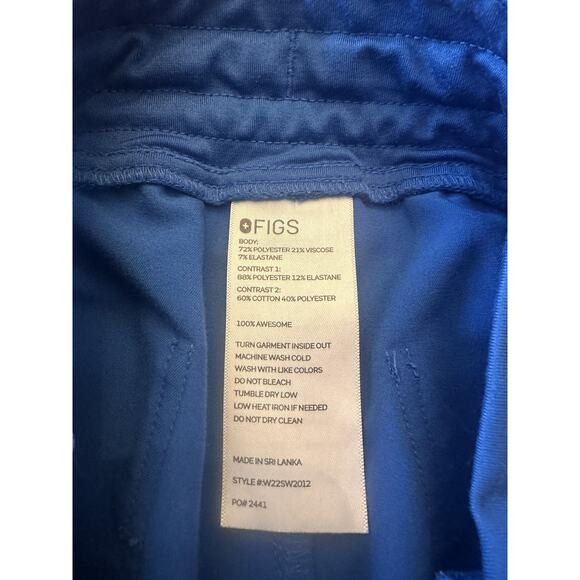 FIGS
BODY:
72% POLYESTER 21% VISCOSE
7% ELASTANE
CONTRAST 1:
88% POLYESTER 12% ELASTANE
CONTRAST 2:
60% COTTON 40% POLYESTER
100% AWESOME
TURN GARMENT INSIDE OUT
MACHINE WASH COLD
WASH WITH LIKE COLORS
DO NOT BLEACH
TUMBLE DRY LOW
LOW HEAT IRON IF NEEDED
DO NOT DRY CLEAN
MADE IN SRI LANKA
STYLE #:W22SW2012
PO# 2441